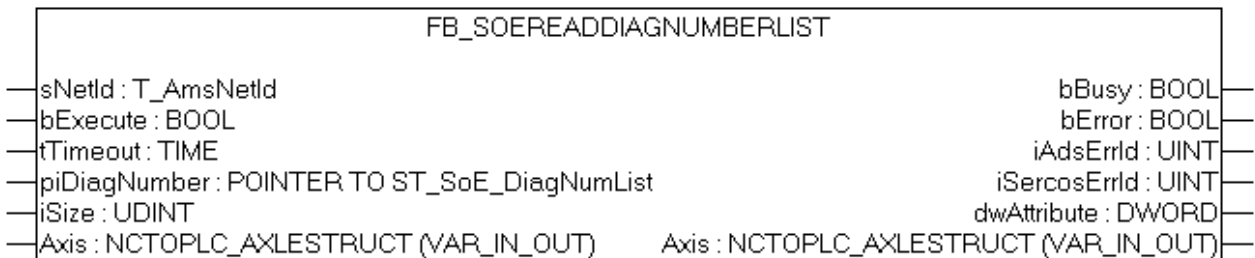 FB_SOEREADDIAGNUMBERLIST
sNetId : T_AmsNetId
bBusy : BOOL
bExecute : BOOL
bError : BOOL
tTimeout : TIME
iAdsErrId : UINT
piDiagNumber : POINTER TO ST_SoE_DiagNumList
iSercosErrId : UINT
iSize : UDINT
dwAttribute : DWORD
Axis : NCTOPLC_AXLESTRUCT (VAR_IN_OUT)
Axis : NCTOPLC_AXLESTRUCT (VAR_IN_OUT)